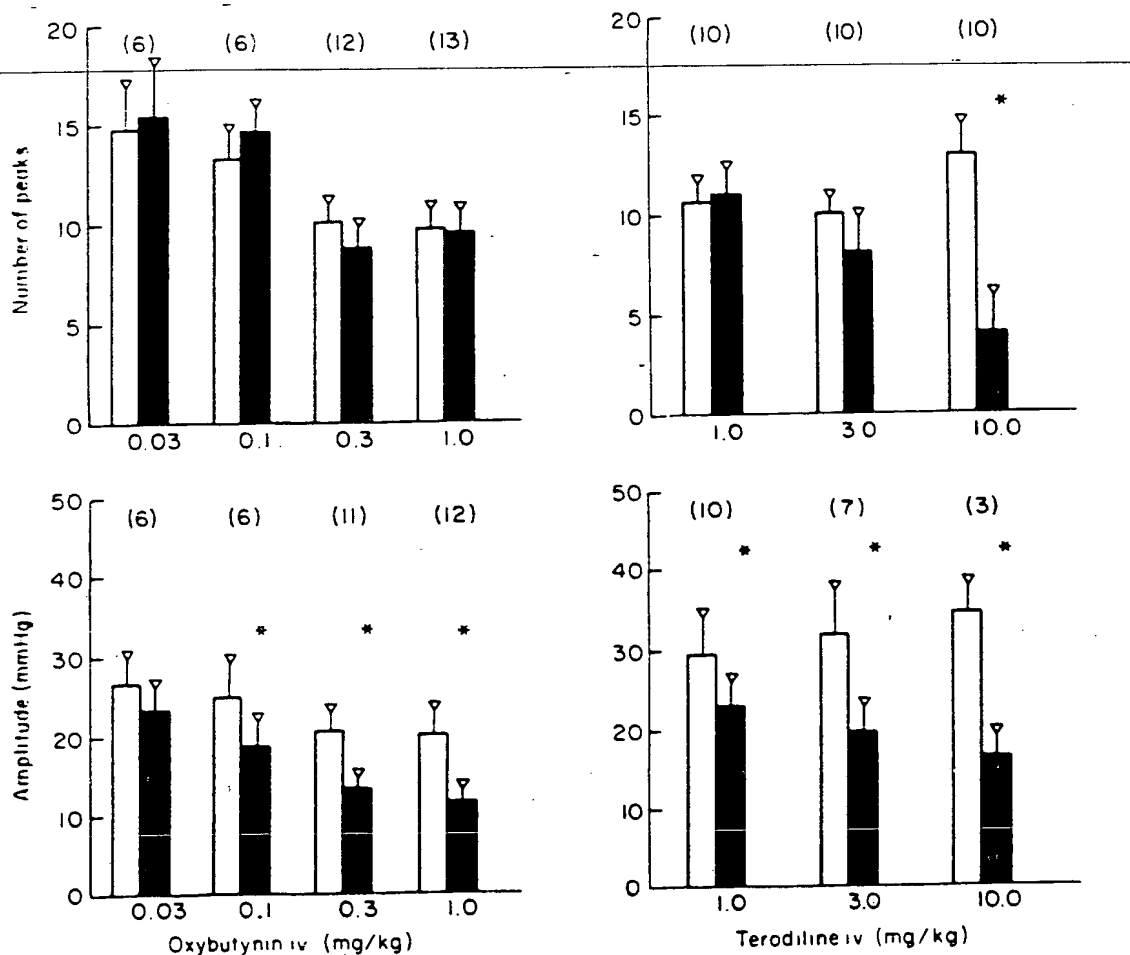 20 (6) (6) (12) (13)
15
10
5
0
Number of peaks
0.03 0.1 0.3 1.0
20 (10) (10) (10)
15 *
10
5
0
1.0 3.0 10.0
50 (6) (6) (11) (12)
40
30 * * *
20
10
0
Amplitude (mmHg)
0.03 0.1 0.3 1.0
Oxybutynin iv (mg/kg)
50 (10) (7) (3)
40 * * *
30
20
10
0
1.0 3.0 10.0
Terodiline iv (mg/kg)